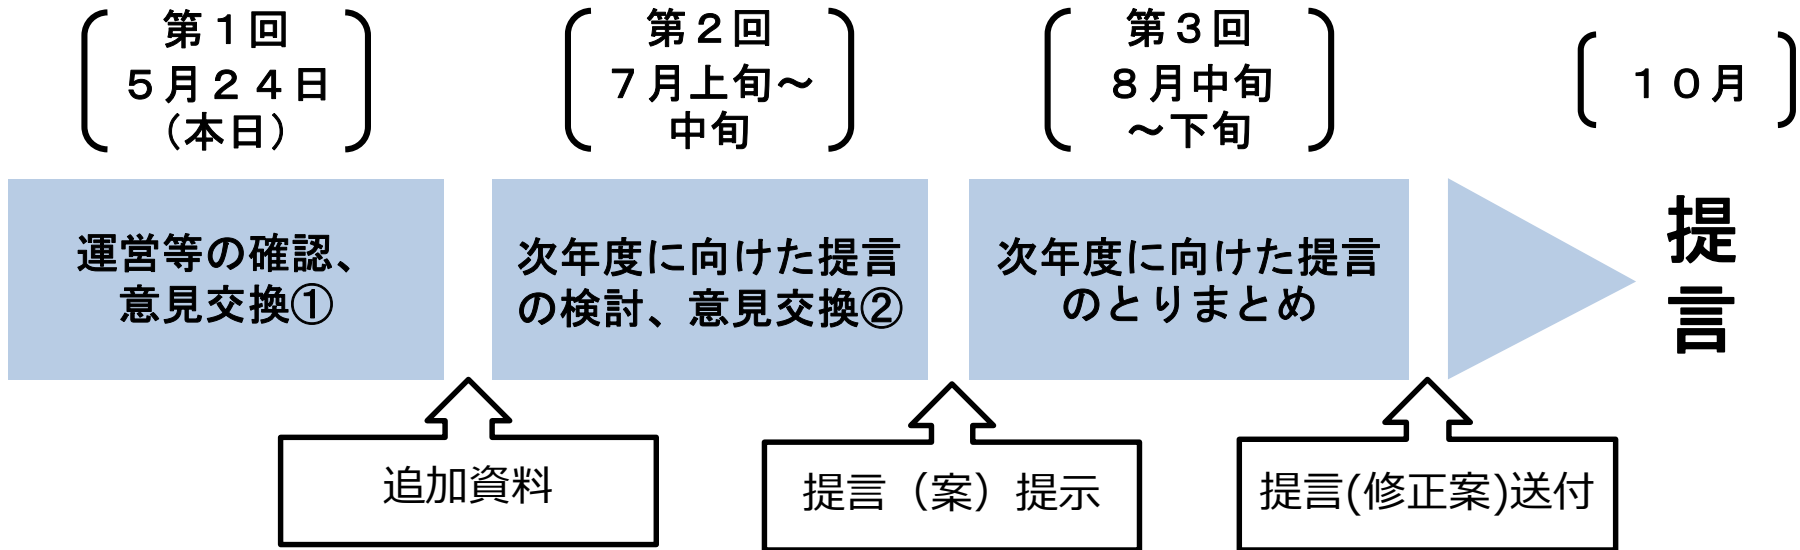 第１回
５月２４日
（本日）
第２回
７月上旬～
中旬
第３回
８月中旬
～下旬
１０月
運営等の確認、
意見交換①
次年度に向けた提言
の検討、意見交換②
次年度に向けた提言
のとりまとめ
提言
追加資料
提言（案）提示
提言(修正案)送付